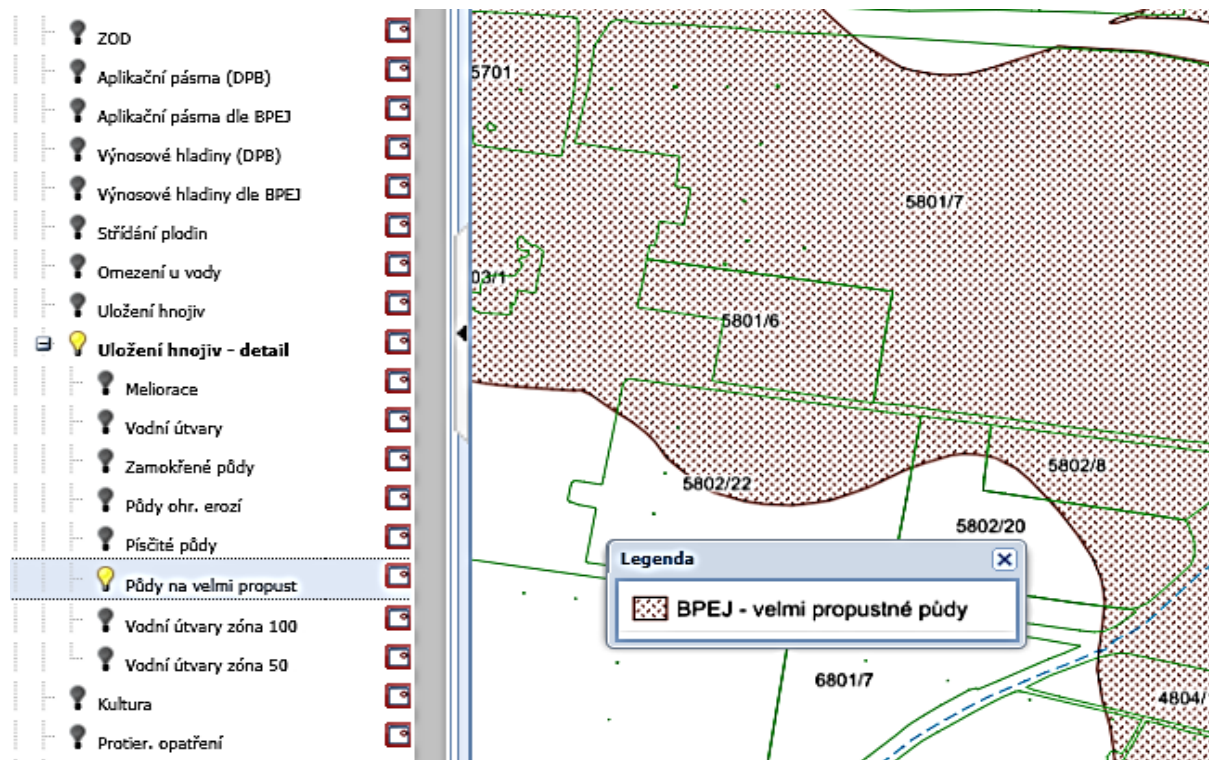 ZOD
Aplikační pásma (DPB)
Aplikační pásma dle BPEJ
Výnosové hladiny (DPB)
Výnosové hladiny dle BPEJ
Střídání plodin
Omezení u vody
Uložení hnojiv
Uložení hnojiv - detail
Meliorace
Vodní útvary
Zamokřené půdy
Půdy ohr. erozí
Písčité půdy
Půdy na velmi propust
Vodní útvary zóna 100
Vodní útvary zóna 50
Kultura
Protier. opatření
5701
5801/7
03/1
5801/6
5802/8
5802/22
5802/20
Legenda
BPEJ - velmi propustné půdy
6801/7
4804/